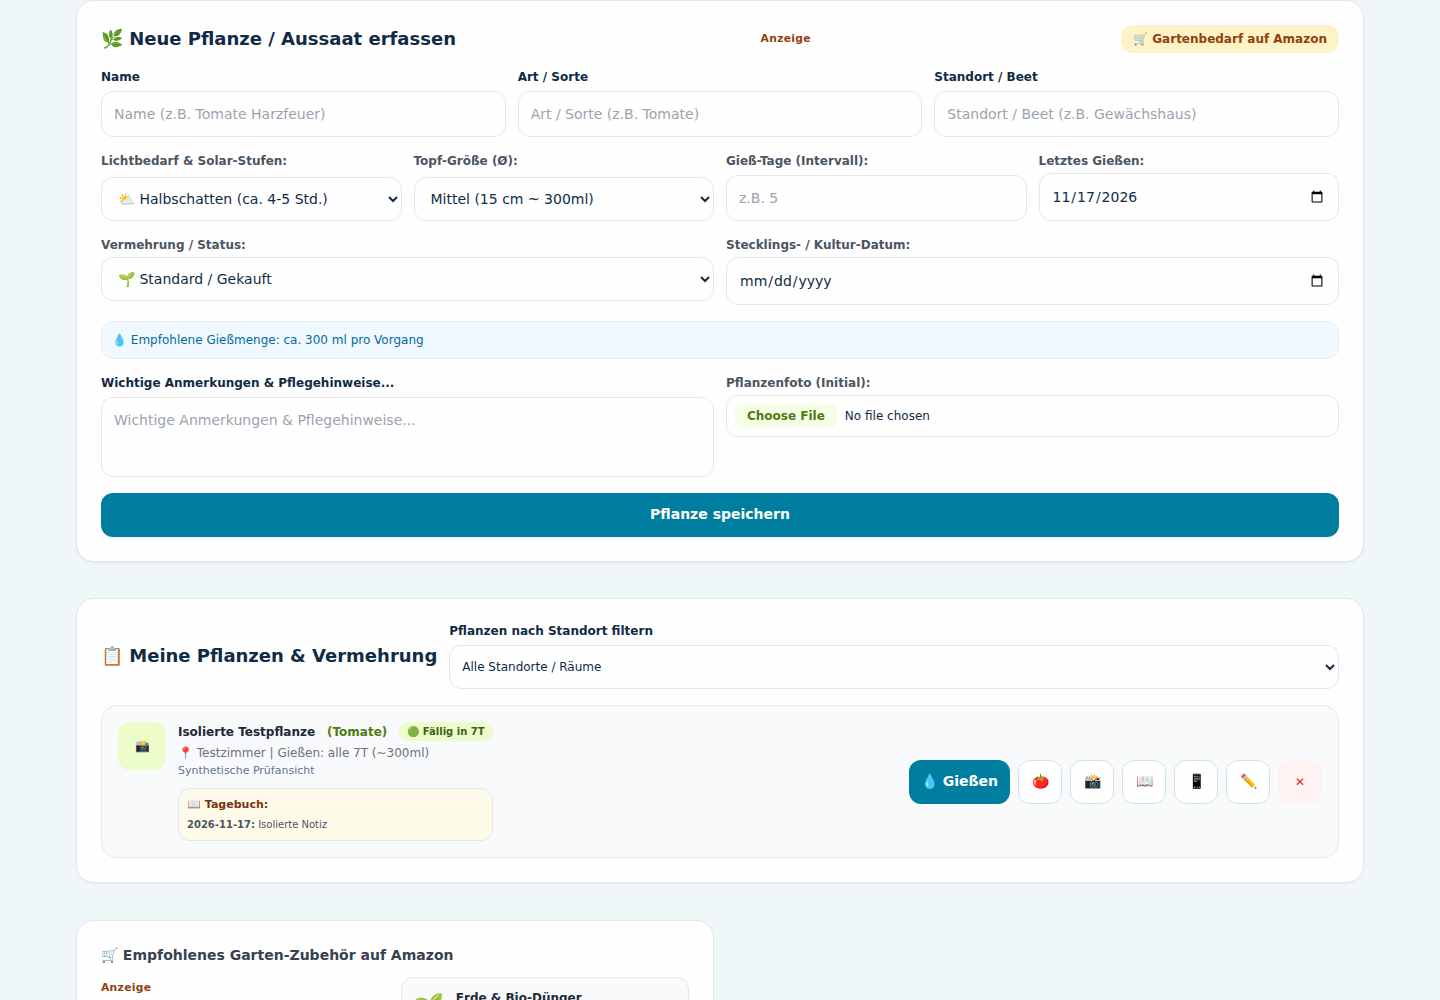 🌿 Neue Pflanze / Aussaat erfassen
Anzeige
🛒 Gartenbedarf auf Amazon
Name
Art / Sorte
Standort / Beet
Name (z.B. Tomate Harzfeuer)
Art / Sorte (z.B. Tomate)
Standort / Beet (z.B. Gewächshaus)
Lichtbedarf & Solar-Stufen:
Topf-Größe (Ø):
Gieß-Tage (Intervall):
Letztes Gießen:
⛅ Halbschatten (ca. 4-5 Std.)
Mittel (15 cm ~ 300ml)
z.B. 5
11/17/2026
Vermehrung / Status:
Stecklings- / Kultur-Datum:
🌱 Standard / Gekauft
mm/dd/yyyy
💧 Empfohlene Gießmenge: ca. 300 ml pro Vorgang
Wichtige Anmerkungen & Pflegehinweise...
Pflanzenfoto (Initial):
Wichtige Anmerkungen & Pflegehinweise...
Choose File No file chosen
Pflanze speichern
📋 Meine Pflanzen & Vermehrung
Pflanzen nach Standort filtern
Alle Standorte / Räume
Isolierte Testpflanze (Tomate) 🟢 Fällig in 7T
📍 Testzimmer | Gießen: alle 7T (~300ml)
Synthetische Prüfansicht
📖 Tagebuch:
2026-11-17: Isolierte Notiz
💧 Gießen
×
🛒 Empfohlenes Garten-Zubehör auf Amazon
Anzeige
Erde & Bio-Dünger